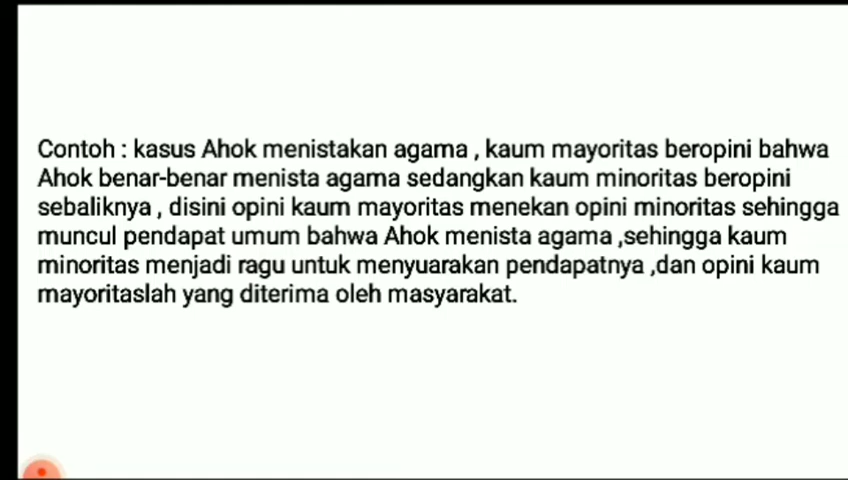 Contoh : kasus Ahok menistakan agama , kaum mayoritas beropini bahwa
Ahok benar-benar menista agama sedangkan kaum minoritas beropini
sebaliknya , disini opini kaum mayoritas menekan opini minoritas sehingga
muncul pendapat umum bahwa Ahok menista agama ,sehingga kaum
minoritas menjadi ragu untuk menyuarakan pendapatnya ,dan opini kaum
mayoritaslah yang diterima oleh masyarakat.